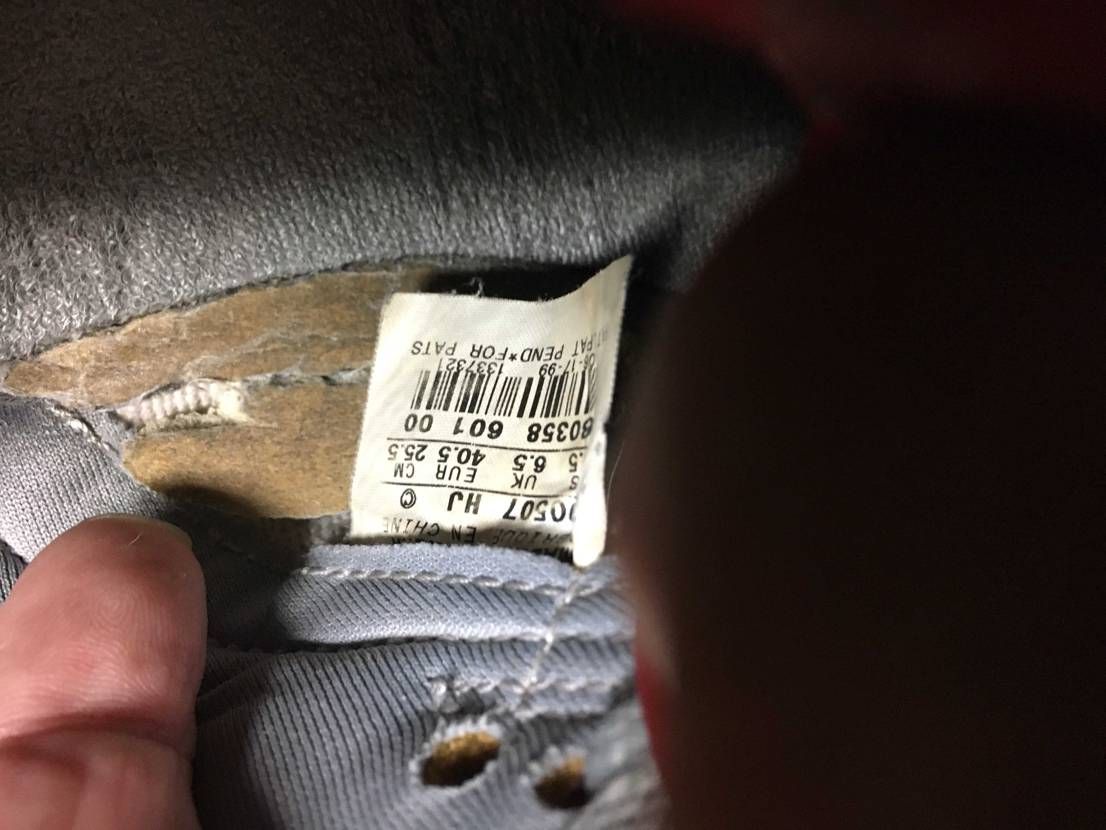 EN CHINE
00507 HJ ©
UK EUR CM
.5 6.5 40.5 25.5
80358 601 00
06-17-99 133732
PAT PEND*FOR PATS